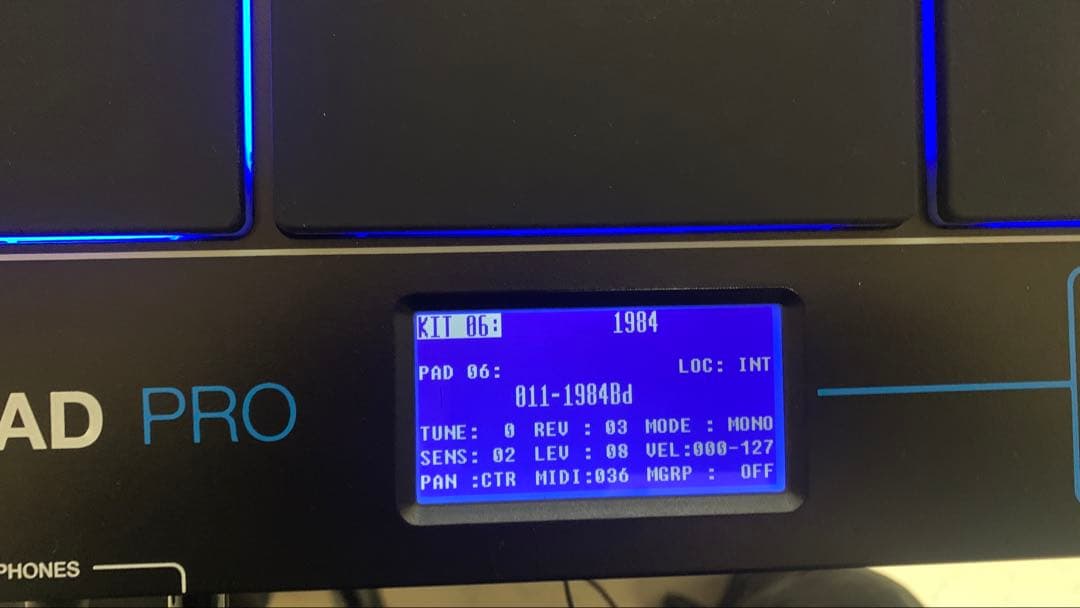 KIT 06: 1984
PAD 06: LOC: INT
011-1984Bd
TUNE: 0 REV : 03 MODE : MONO
SENS: 02 LEV : 08 VEL:000-127
PAN :CTR MIDI:036 MGRP : OFF
AD PRO
PHONES